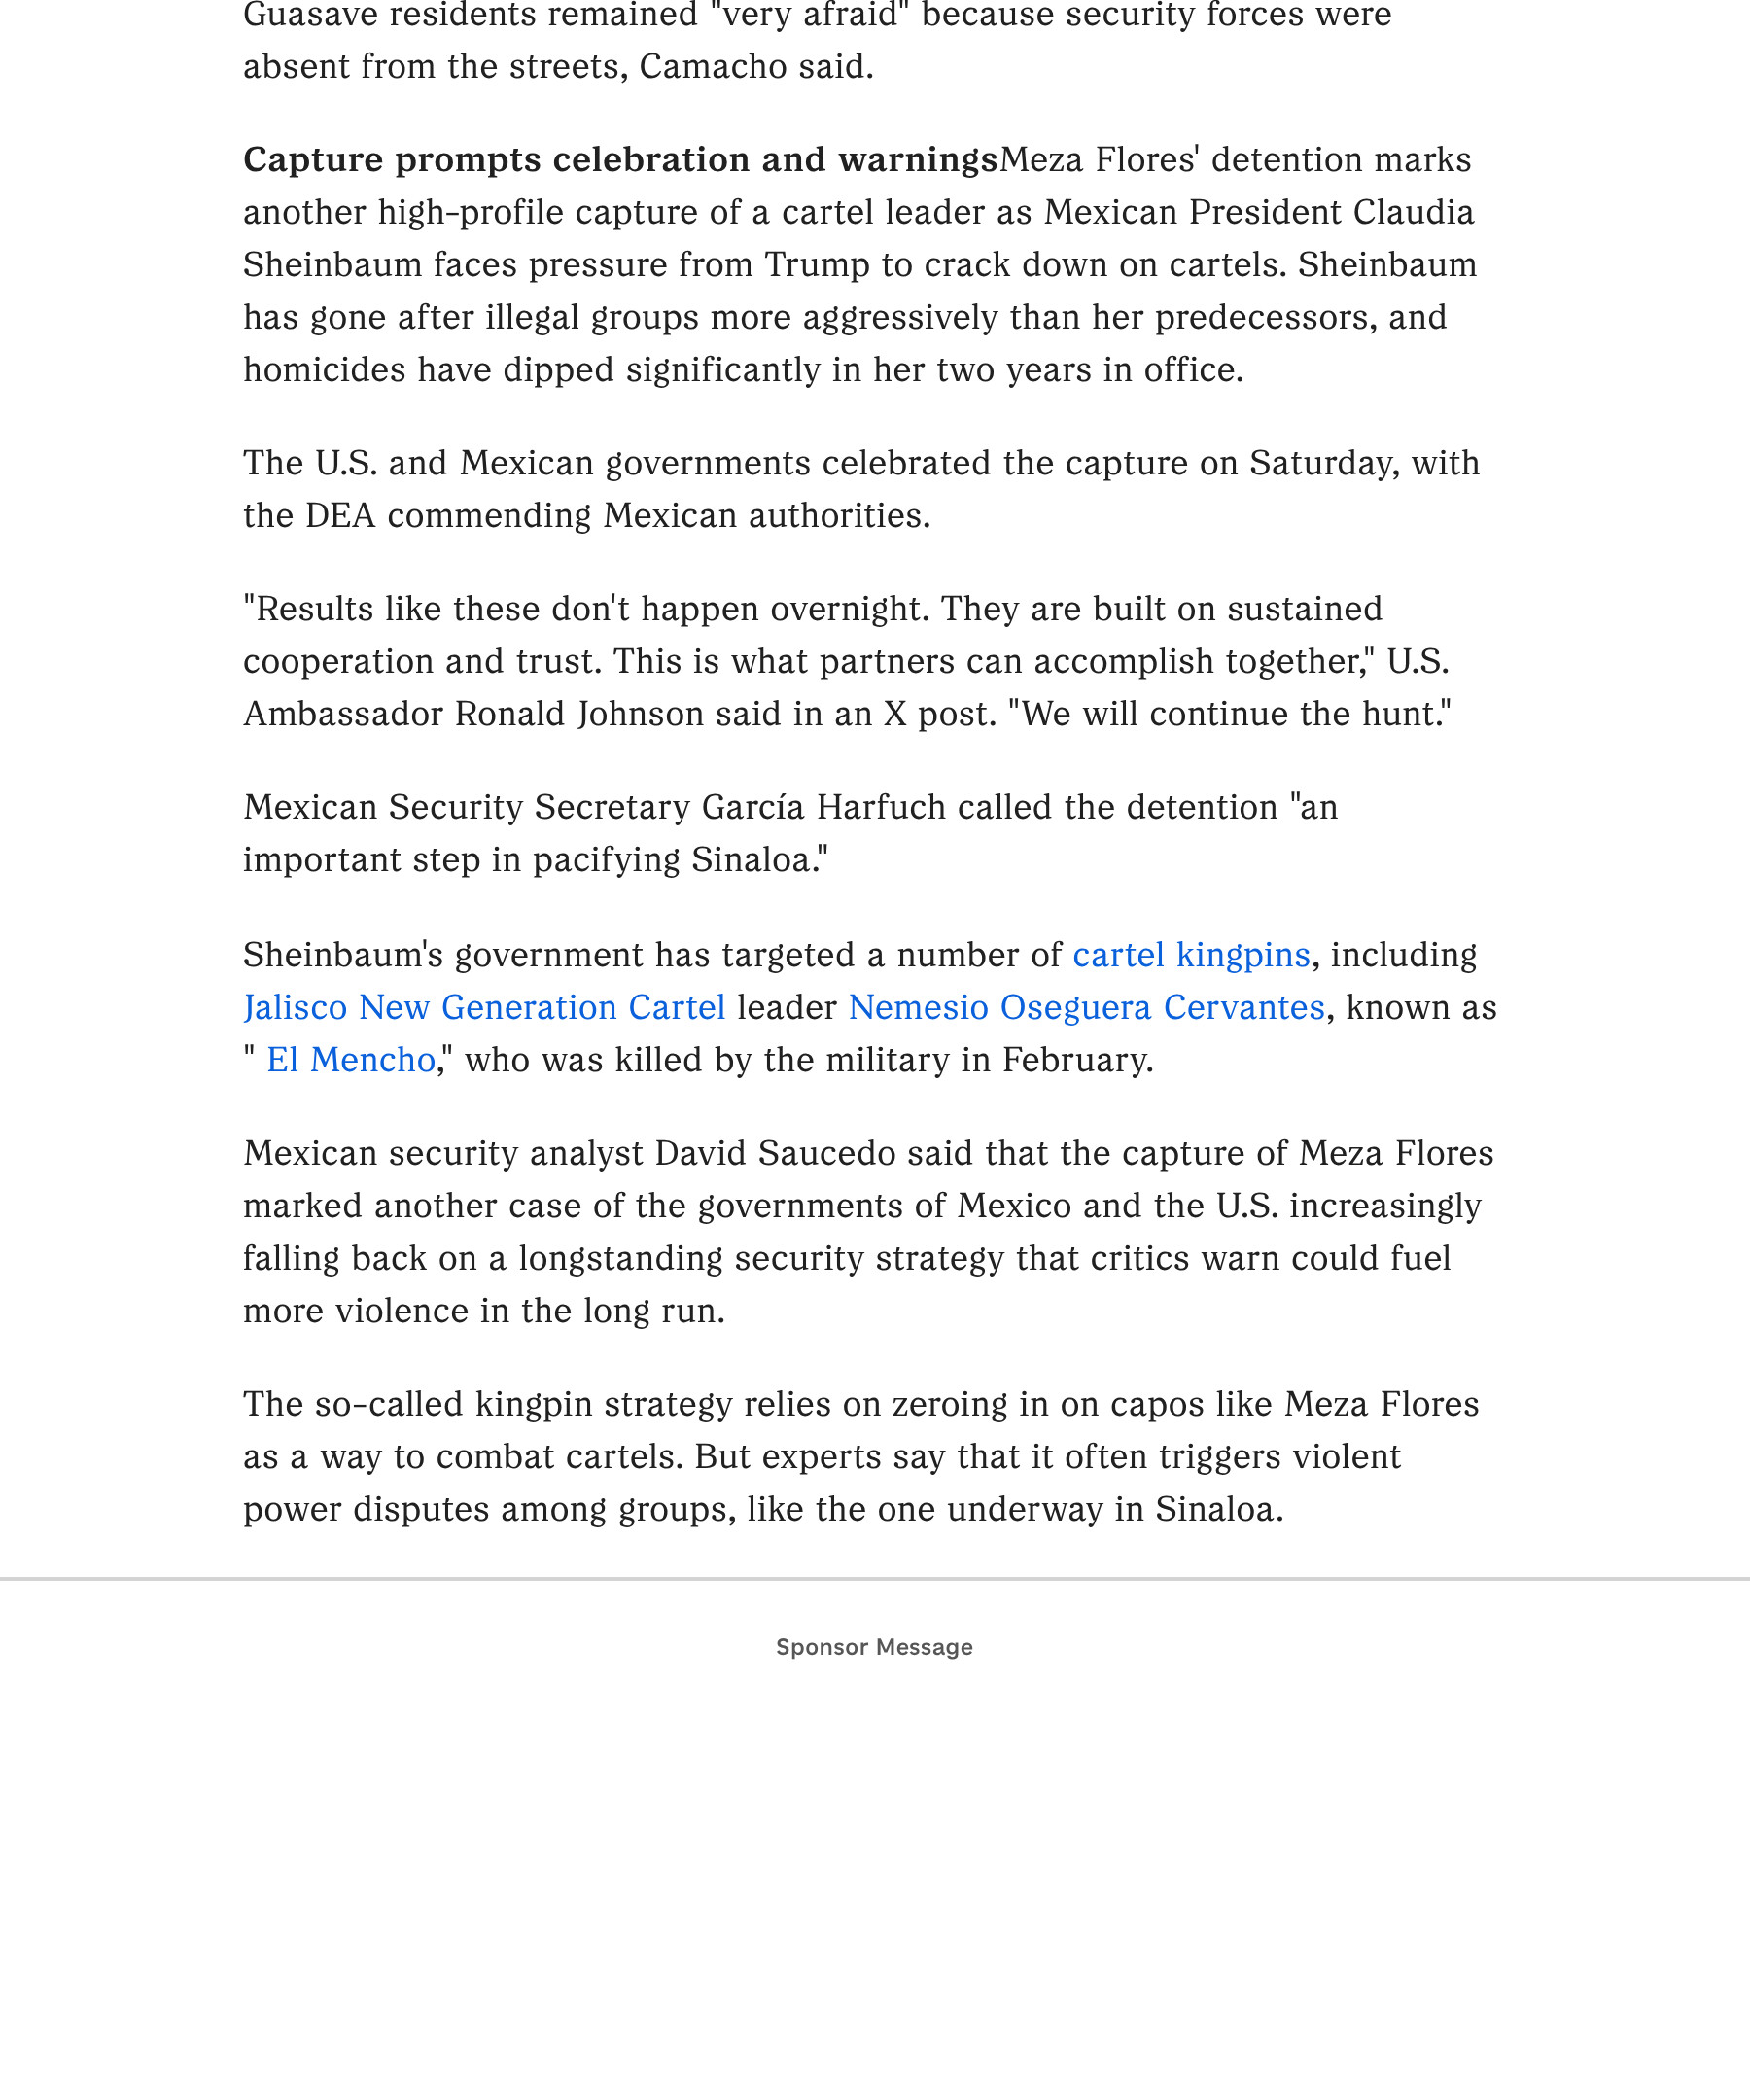 Guasave residents remained "very afraid" because security forces were
absent from the streets, Camacho said.
Capture prompts celebration and warningsMeza Flores' detention marks
another high-profile capture of a cartel leader as Mexican President Claudia
Sheinbaum faces pressure from Trump to crack down on cartels. Sheinbaum
has gone after illegal groups more aggressively than her predecessors, and
homicides have dipped significantly in her two years in office.
The U.S. and Mexican governments celebrated the capture on Saturday, with
the DEA commending Mexican authorities.
"Results like these don't happen overnight. They are built on sustained
cooperation and trust. This is what partners can accomplish together," U.S.
Ambassador Ronald Johnson said in an X post. "We will continue the hunt."
Mexican Security Secretary García Harfuch called the detention "an
important step in pacifying Sinaloa."
Sheinbaum's government has targeted a number of cartel kingpins, including
Jalisco New Generation Cartel leader Nemesio Oseguera Cervantes, known as
" El Mencho," who was killed by the military in February.
Mexican security analyst David Saucedo said that the capture of Meza Flores
marked another case of the governments of Mexico and the U.S. increasingly
falling back on a longstanding security strategy that critics warn could fuel
more violence in the long run.
The so-called kingpin strategy relies on zeroing in on capos like Meza Flores
as a way to combat cartels. But experts say that it often triggers violent
power disputes among groups, like the one underway in Sinaloa.
Sponsor Message